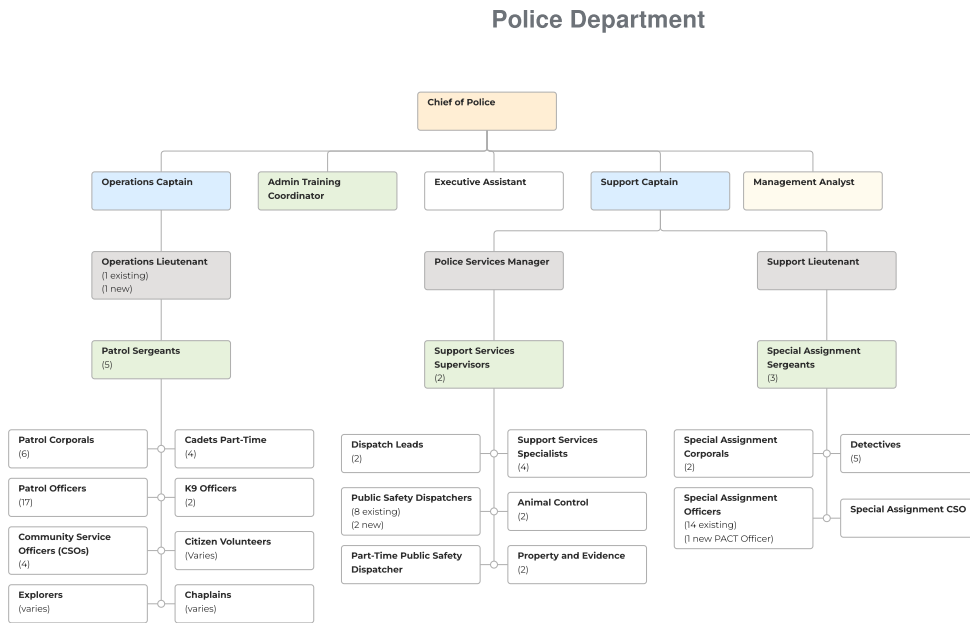 Police Department
Chief of Police
Operations Captain
Admin Training
Coordinator
Executive Assistant
Support Captain
Management Analyst
Operations Lieutenant
(1 existing)
(1 new)
Police Services Manager
Support Lieutenant
Patrol Sergeants
(5)
Support Services
Supervisors
(2)
Special Assignment
Sergeants
(3)
Patrol Corporals
(6)
Cadets Part-Time
(4)
Patrol Officers
(17)
K9 Officers
(2)
Community Service
Officers (CSOs)
(4)
Citizen Volunteers
(Varies)
Explorers
(varies)
Chaplains
(varies)
Dispatch Leads
(2)
Support Services
Specialists
(4)
Public Safety Dispatchers
(8 existing)
(2 new)
Animal Control
(2)
Part-Time Public Safety
Dispatcher
Property and Evidence
(2)
Special Assignment
Corporals
(2)
Detectives
(5)
Special Assignment
Officers
(14 existing)
(1 new PACT Officer)
Special Assignment CSO